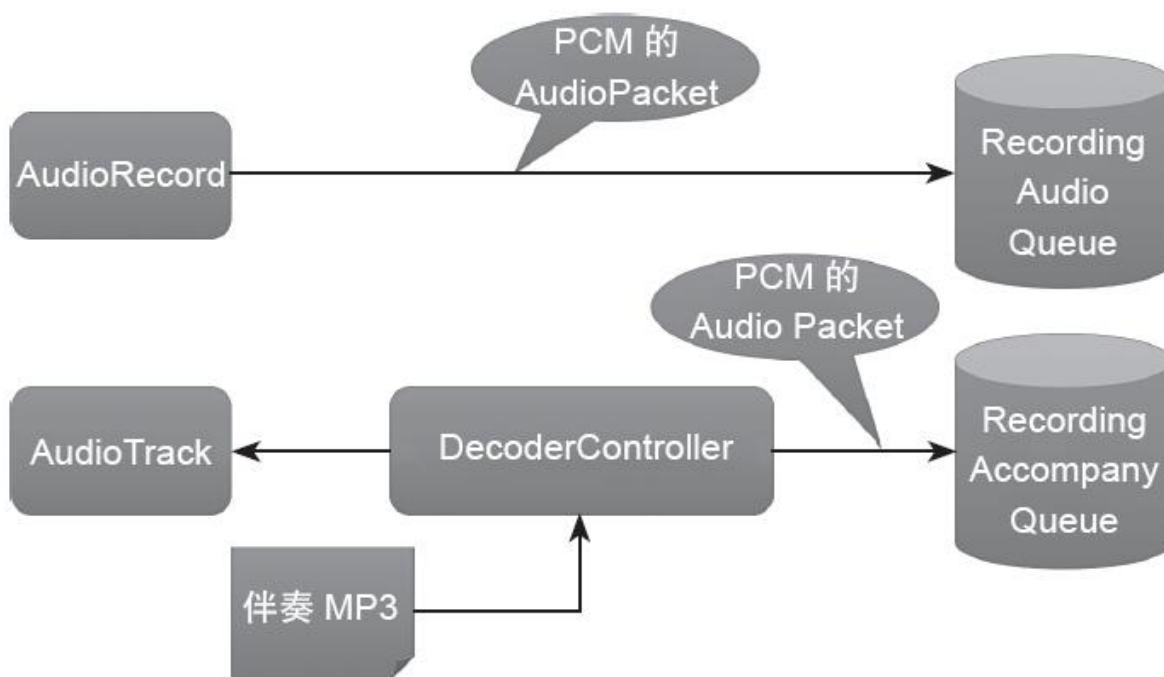 PCM 的
AudioPacket
AudioRecord
Recording
Audio
Queue
PCM 的
Audio Packet
AudioTrack
DecoderController
Recording
Accompany
Queue
伴奏 MP3